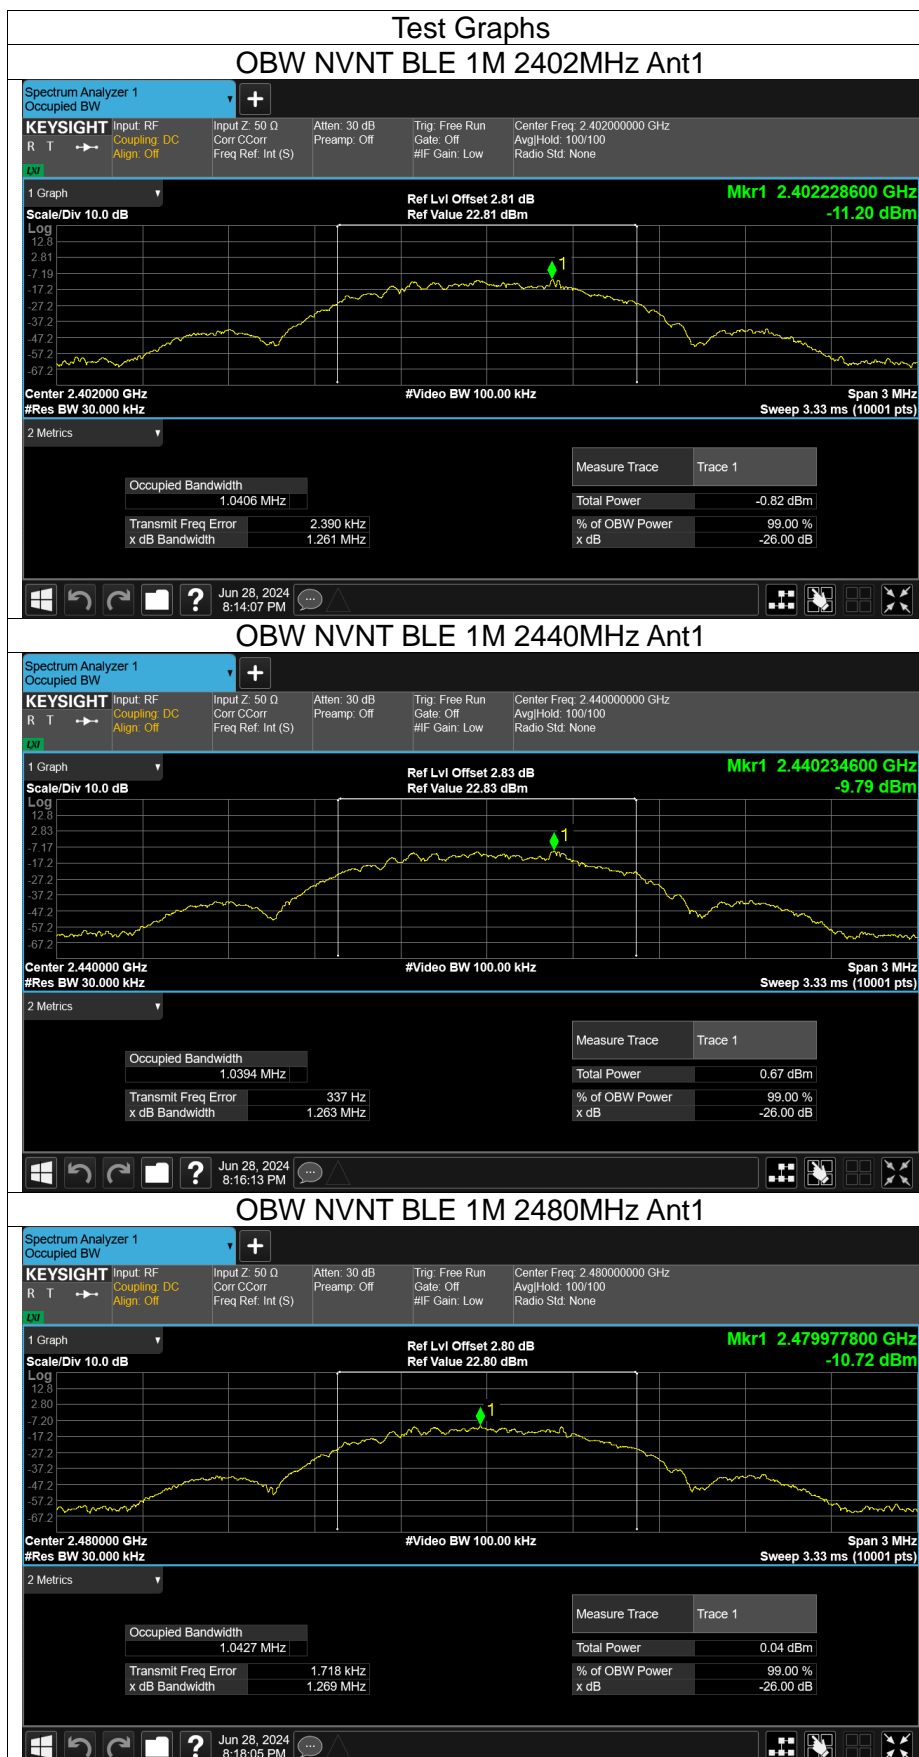 Test Graphs
OBW NVNT BLE 1M 2402MHz Ant1
Spectrum Analyzer 1
Occupied BW
KEYSIGHT Input: RF Input Z: 50 Ω Atten: 30 dB Trig: Free Run Center Freq: 2.402000000 GHz
R T Coupling: DC Corr CCorr Preamp: Off Gate: Off Avg|Hold: 100/100
Align: Off Freq Ref: Int (S) #IF Gain: Low Radio Std: None
LXI
1 Graph Ref Lvl Offset 2.81 dB Mkr1 2.402228600 GHz
Scale/Div 10.0 dB Ref Value 22.81 dBm -11.20 dBm
Log
12.8
2.81
-7.19
-17.2
-27.2
-37.2
-47.2
-57.2
-67.2
1
Center 2.402000 GHz #Video BW 100.00 kHz Span 3 MHz
#Res BW 30.000 kHz Sweep 3.33 ms (10001 pts)
2 Metrics
Measure Trace Trace 1
Occupied Bandwidth
1.0406 MHz Total Power -0.82 dBm
Transmit Freq Error 2.390 kHz % of OBW Power 99.00 %
x dB Bandwidth 1.261 MHz x dB -26.00 dB
? Jun 28, 2024
8:14:07 PM
OBW NVNT BLE 1M 2440MHz Ant1
Spectrum Analyzer 1
Occupied BW
KEYSIGHT Input: RF Input Z: 50 Ω Atten: 30 dB Trig: Free Run Center Freq: 2.440000000 GHz
R T Coupling: DC Corr CCorr Preamp: Off Gate: Off Avg|Hold: 100/100
Align: Off Freq Ref: Int (S) #IF Gain: Low Radio Std: None
LXI
1 Graph Ref Lvl Offset 2.83 dB Mkr1 2.440234600 GHz
Scale/Div 10.0 dB Ref Value 22.83 dBm -9.79 dBm
Log
12.8
2.83
-7.17
-17.2
-27.2
-37.2
-47.2
-57.2
-67.2
1
Center 2.440000 GHz #Video BW 100.00 kHz Span 3 MHz
#Res BW 30.000 kHz Sweep 3.33 ms (10001 pts)
2 Metrics
Measure Trace Trace 1
Occupied Bandwidth
1.0394 MHz Total Power 0.67 dBm
Transmit Freq Error 337 Hz % of OBW Power 99.00 %
x dB Bandwidth 1.263 MHz x dB -26.00 dB
? Jun 28, 2024
8:16:13 PM
OBW NVNT BLE 1M 2480MHz Ant1
Spectrum Analyzer 1
Occupied BW
KEYSIGHT Input: RF Input Z: 50 Ω Atten: 30 dB Trig: Free Run Center Freq: 2.480000000 GHz
R T Coupling: DC Corr CCorr Preamp: Off Gate: Off Avg|Hold: 100/100
Align: Off Freq Ref: Int (S) #IF Gain: Low Radio Std: None
LXI
1 Graph Ref Lvl Offset 2.80 dB Mkr1 2.479977800 GHz
Scale/Div 10.0 dB Ref Value 22.80 dBm -10.72 dBm
Log
12.8
2.80
-7.20
-17.2
-27.2
-37.2
-47.2
-57.2
-67.2
1
Center 2.480000 GHz #Video BW 100.00 kHz Span 3 MHz
#Res BW 30.000 kHz Sweep 3.33 ms (10001 pts)
2 Metrics
Measure Trace Trace 1
Occupied Bandwidth
1.0427 MHz Total Power 0.04 dBm
Transmit Freq Error 1.718 kHz % of OBW Power 99.00 %
x dB Bandwidth 1.269 MHz x dB -26.00 dB
? Jun 28, 2024
8:18:05 PM